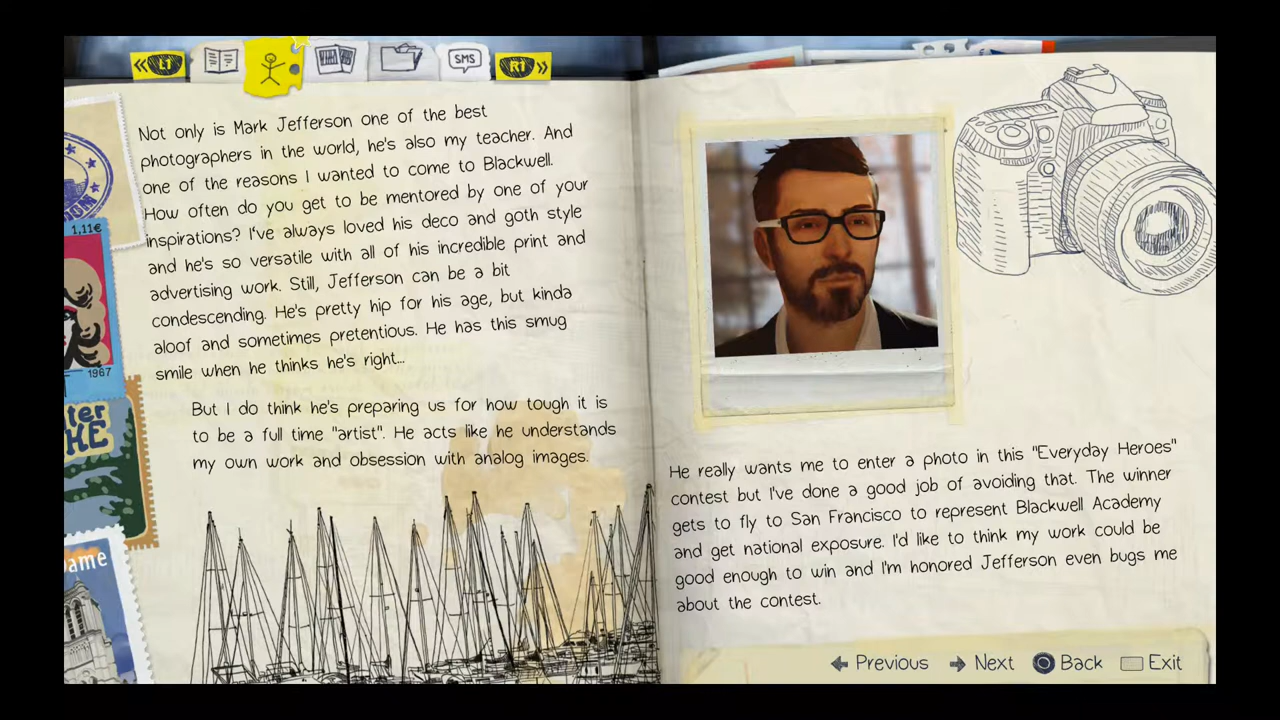 L1
SMS
R1
Not only is Mark Jefferson one of the best
photographers in the world, he's also my teacher. And
one of the reasons I wanted to come to Blackwell.
How often do you get to be mentored by one of your
inspirations? I've always loved his deco and goth style
and he's so versatile with all of his incredible print and
advertising work. Still, Jefferson can be a bit
condescending. He's pretty hip for his age, but kinda
aloof and sometimes pretentious. He has this smug
smile when he thinks he's right...
But I do think he's preparing us for how tough it is
to be a full time "artist". He acts like he understands
my own work and obsession with analog images.
1,11€
1967
He really wants me to enter a photo in this "Everyday Heroes"
contest but I've done a good job of avoiding that. The winner
gets to fly to San Francisco to represent Blackwell Academy
and get national exposure. I'd like to think my work could be
good enough to win and I'm honored Jefferson even bugs me
about the contest.
Previous Next Back Exit